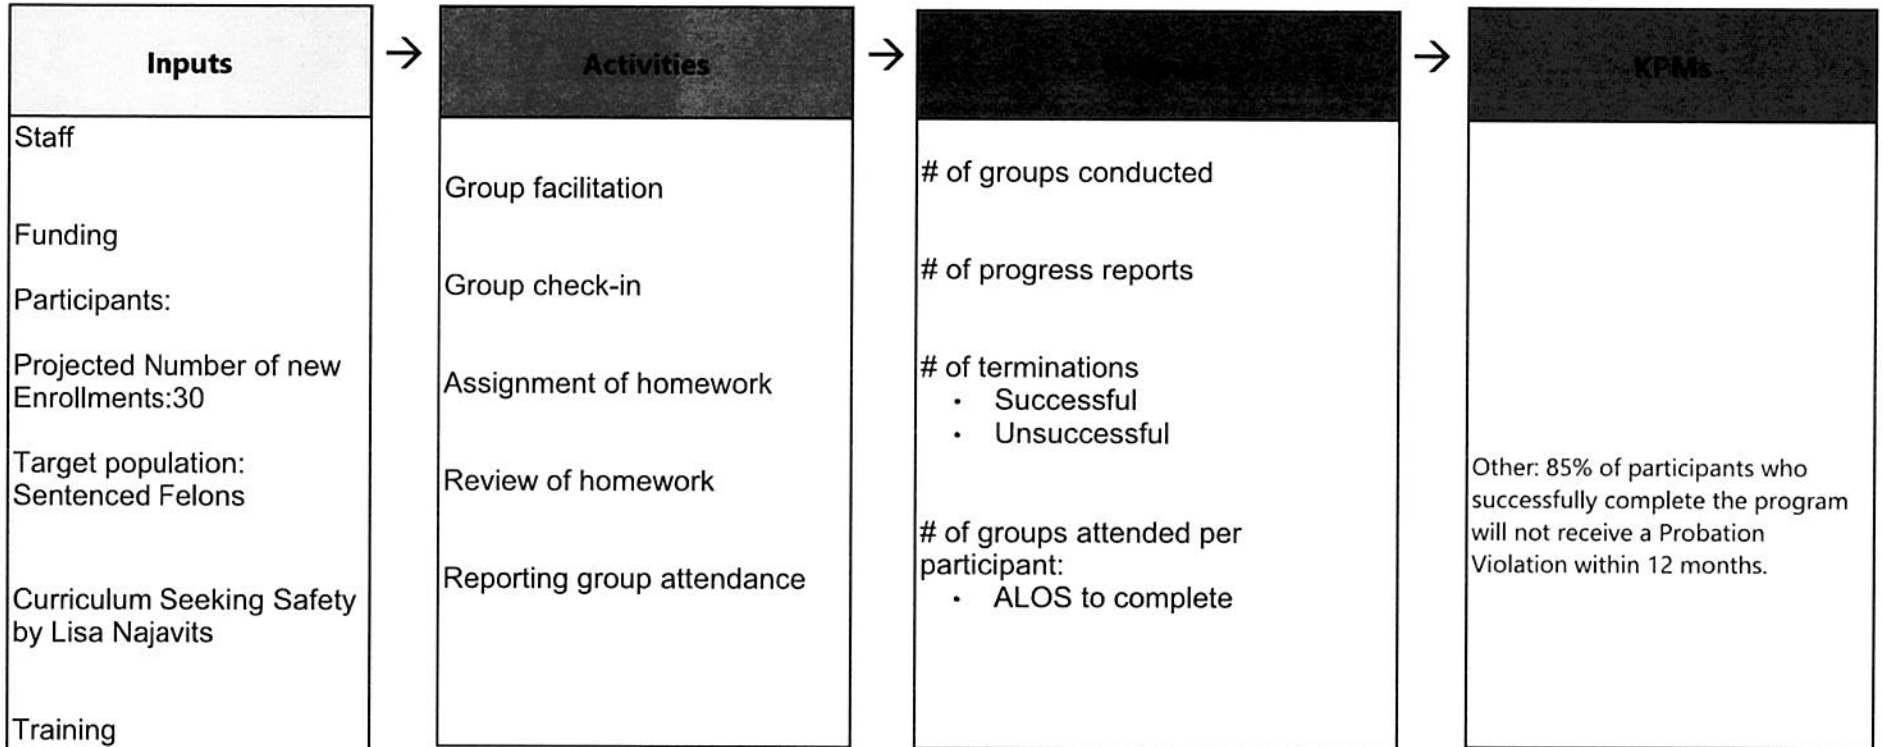 Inputs
→
Activities
→
→
KPMs
Staff
Funding
Participants:
Projected Number of new
Enrollments:30
Target population:
Sentenced Felons
Curriculum Seeking Safety
by Lisa Najavits
Training
Group facilitation
Group check-in
Assignment of homework
Review of homework
Reporting group attendance
# of groups conducted
# of progress reports
# of terminations
• Successful
• Unsuccessful
# of groups attended per
participant:
• ALOS to complete
Other: 85% of participants who
successfully complete the program
will not receive a Probation
Violation within 12 months.